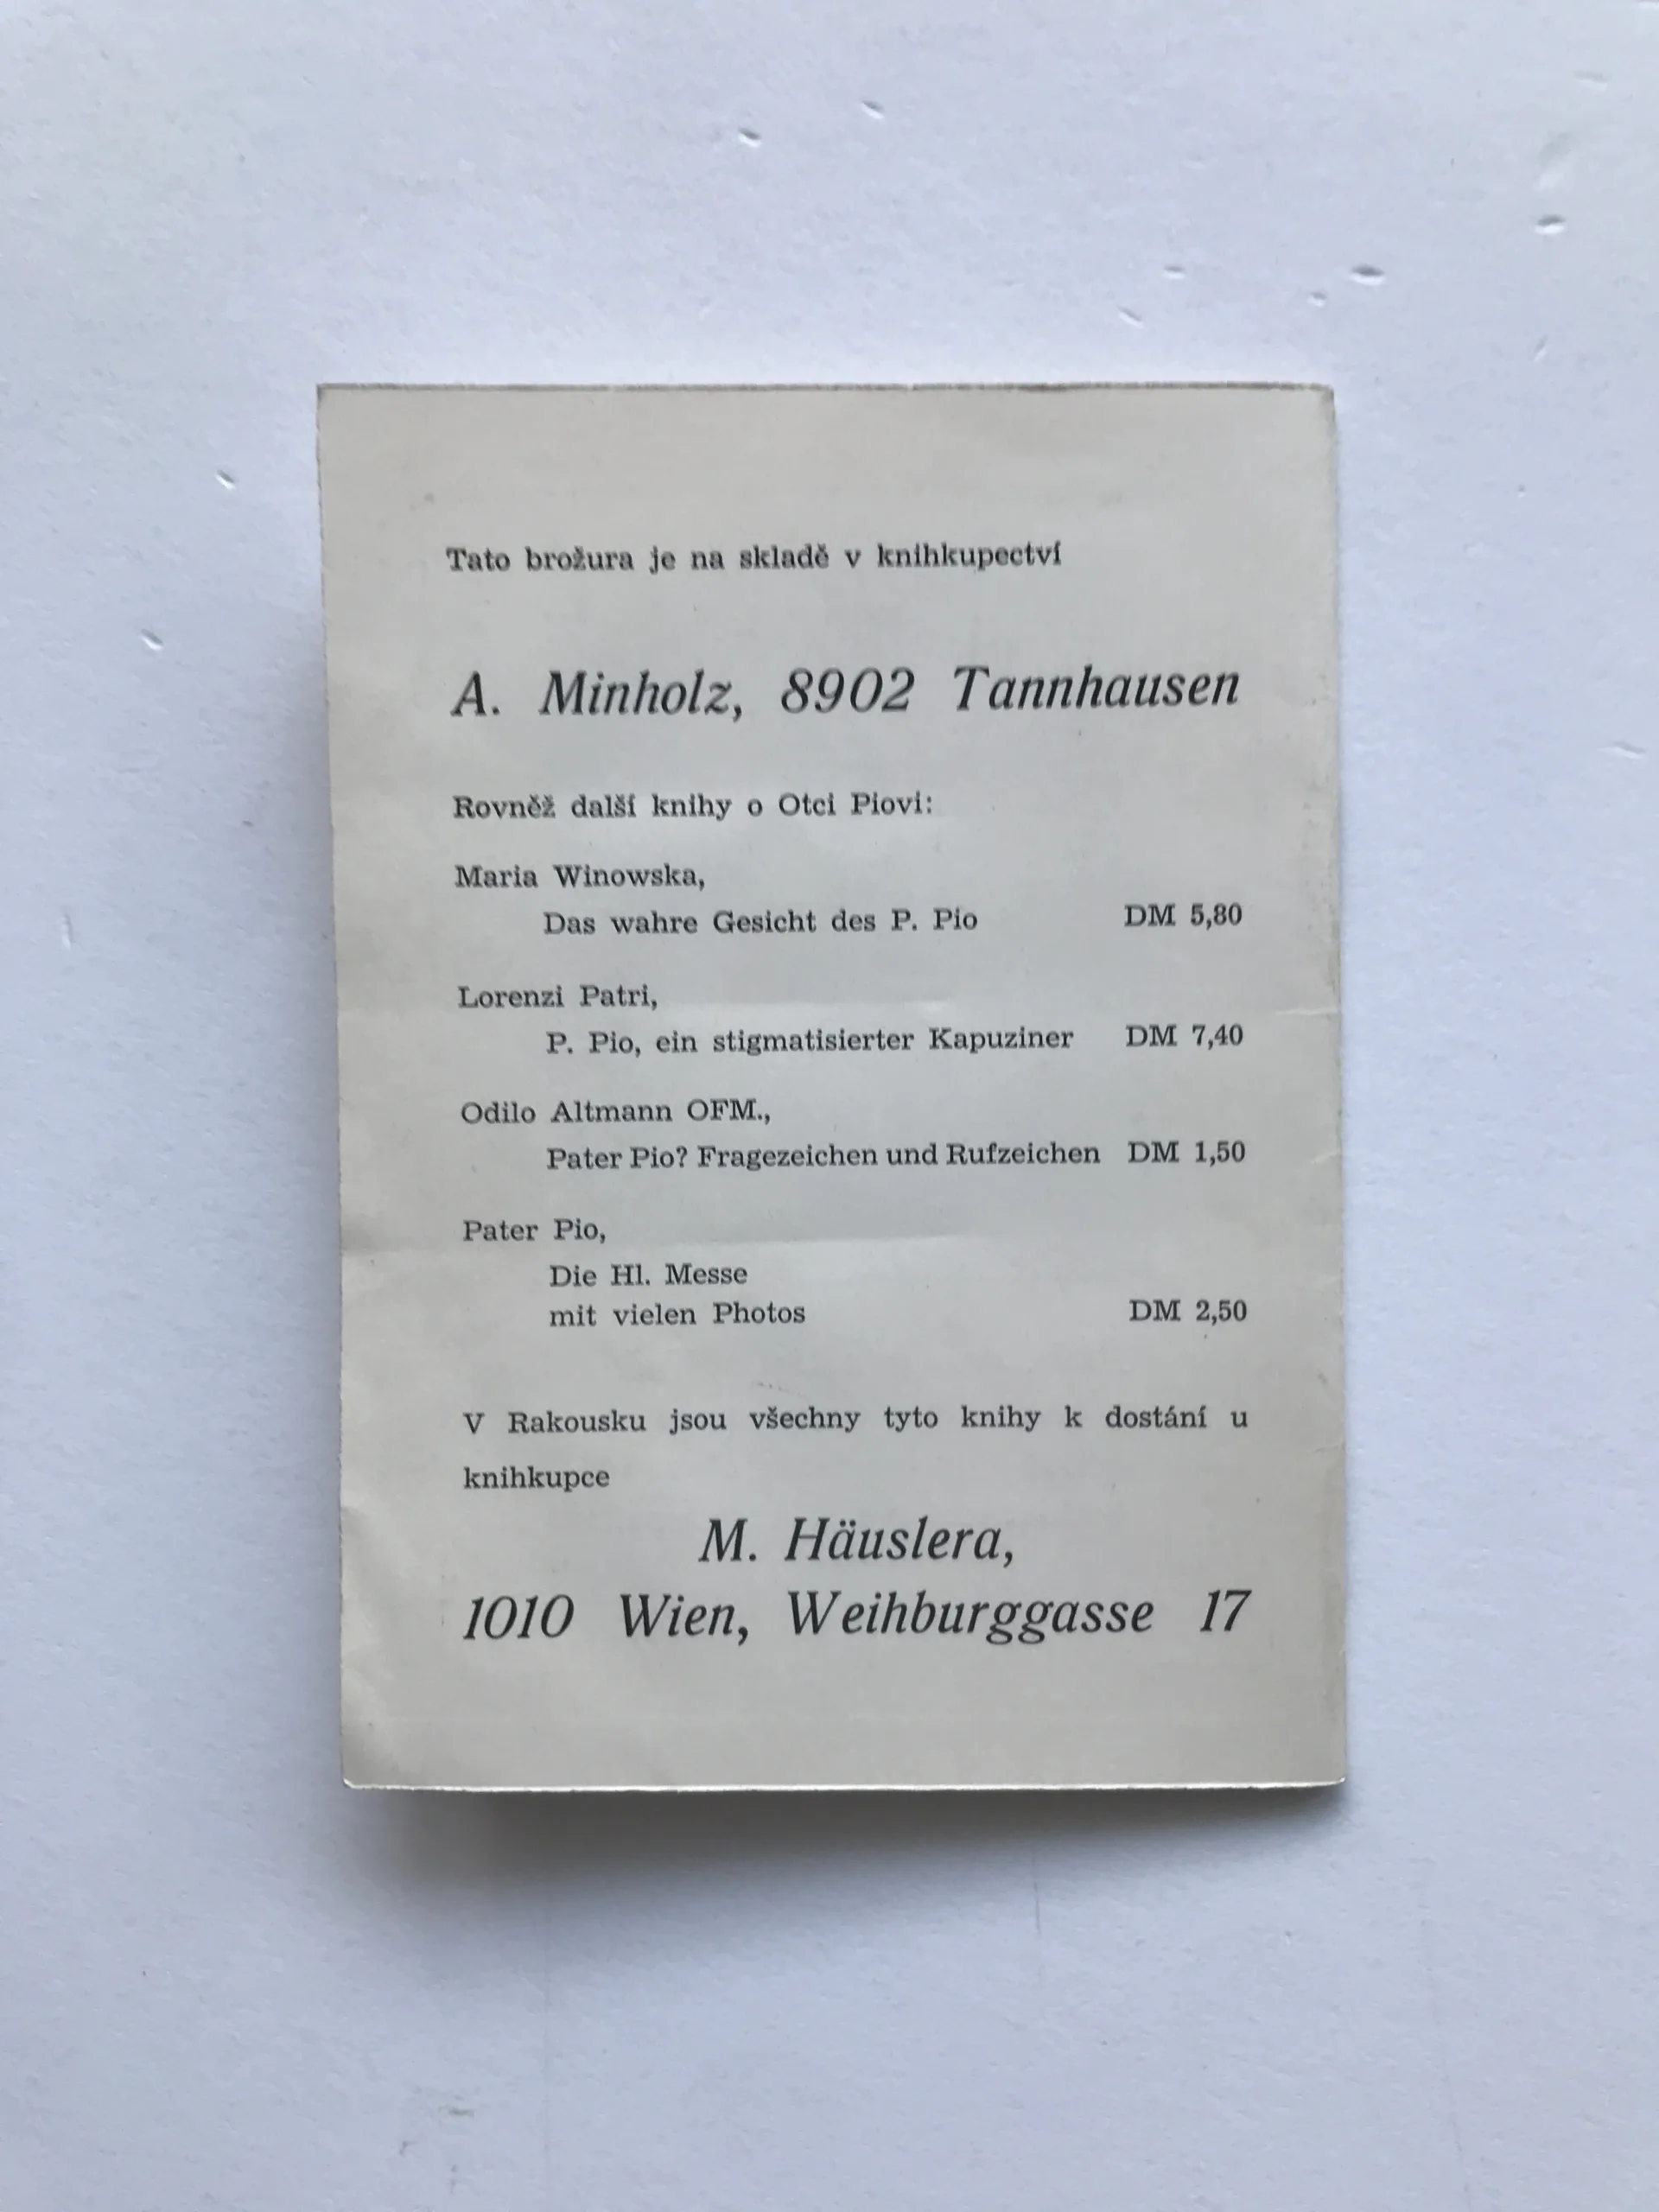 Tato brožura je na skladě v knihkupectví
A. Minholz, 8902 Tannhausen
Rovněž další knihy o Otci Piovi:
Maria Winowska,
Das wahre Gesicht des P. Pio DM 5,80
Lorenzi Patri,
P. Pio, ein stigmatisierter Kapuziner DM 7,40
Odilo Altmann OFM.,
Pater Pio? Fragezeichen und Rufzeichen DM 1,50
Pater Pio,
Die Hl. Messe
mit vielen Photos DM 2,50
V Rakousku jsou všechny tyto knihy k dostání u
knihkupce
M. Häuslera,
1010 Wien, Weihburggasse 17